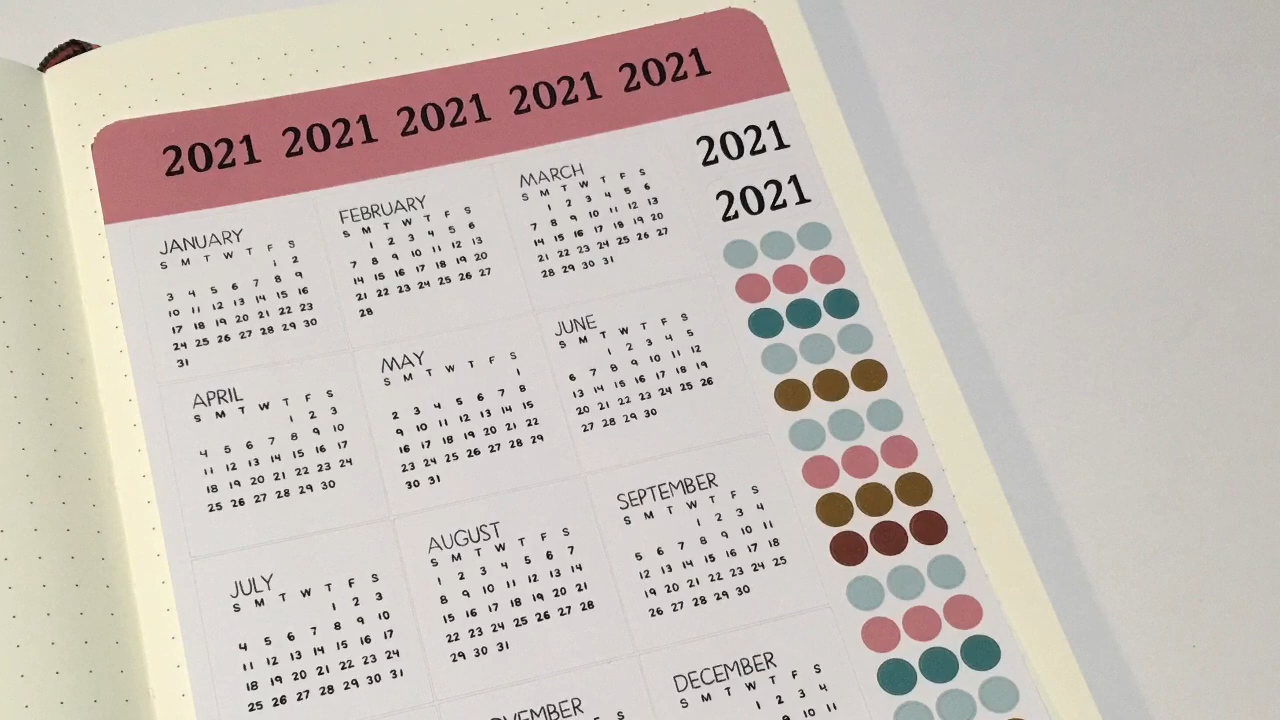 2021 2021 2021 2021 2021
2021
2021
JANUARY
S M T W T F S
1 2
3 4 5 6 7 8 9
10 11 12 13 14 15 16
17 18 19 20 21 22 23
24 25 26 27 28 29 30
31
FEBRUARY
S M T W T F S
1 2 3 4 5 6
7 8 9 10 11 12 13
14 15 16 17 18 19 20
21 22 23 24 25 26 27
28
MARCH
S M T W T F S
1 2 3 4 5 6
7 8 9 10 11 12 13
14 15 16 17 18 19 20
21 22 23 24 25 26 27
28 29 30 31
APRIL
S M T W T F S
1 2 3
4 5 6 7 8 9 10
11 12 13 14 15 16 17
18 19 20 21 22 23 24
25 26 27 28 29 30
MAY
S M T W T F S
1
2 3 4 5 6 7 8
9 10 11 12 13 14 15
16 17 18 19 20 21 22
23 24 25 26 27 28 29
30 31
JUNE
S M T W T F S
1 2 3 4 5
6 7 8 9 10 11 12
13 14 15 16 17 18 19
20 21 22 23 24 25 26
27 28 29 30
JULY
S M T W T F S
1 2 3
4 5 6 7 8 9 10
11 12 13 14 15 16 17
18 19 20 21 22 23 24
25 26 27 28 29 30 31
AUGUST
S M T W T F S
1 2 3 4 5 6 7
8 9 10 11 12 13 14
15 16 17 18 19 20 21
22 23 24 25 26 27 28
29 30 31
SEPTEMBER
S M T W T F S
1 2 3 4
5 6 7 8 9 10 11
12 13 14 15 16 17 18
19 20 21 22 23 24 25
26 27 28 29 30
VEMBER
F S
DECEMBER
S M T W T F S
1 2 3 4
9 10 11